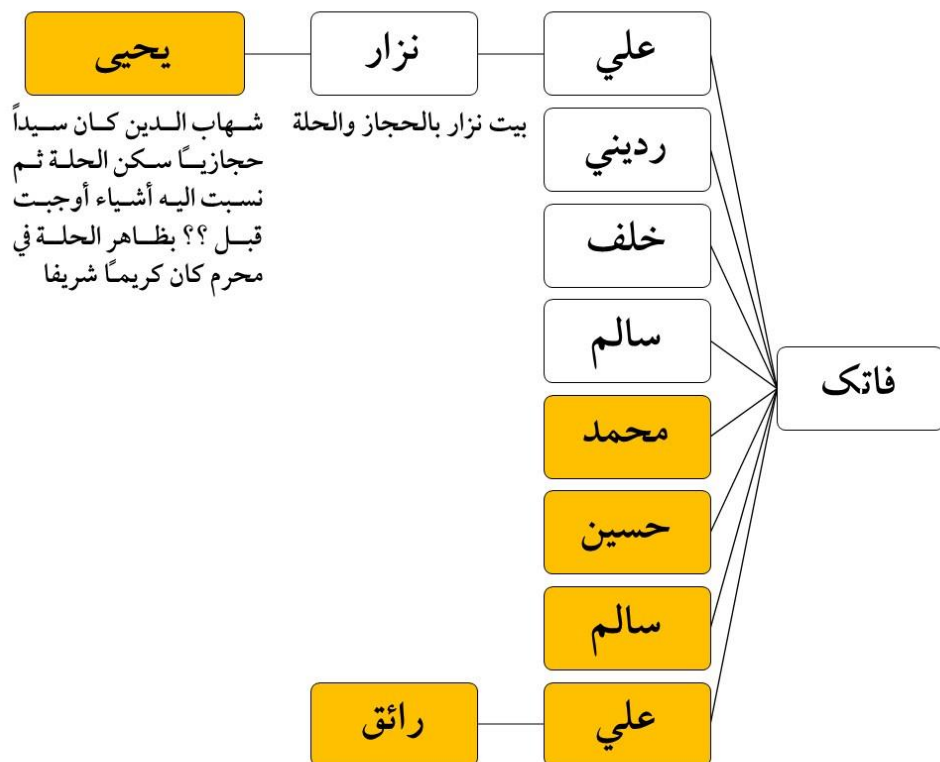 فاتک
علي
نزار
يحيى
بيت نزار بالحجاز والحلة
شهاب الدين كان سيداً
حجازياً سكن الحلة ثم
نسبت اليه أشياء أوجبت
قبل ؟؟ بظاهر الحلة في
محرم كان كريماً شريفا
رديني
خلف
سالم
محمد
حسين
سالم
علي
رائق